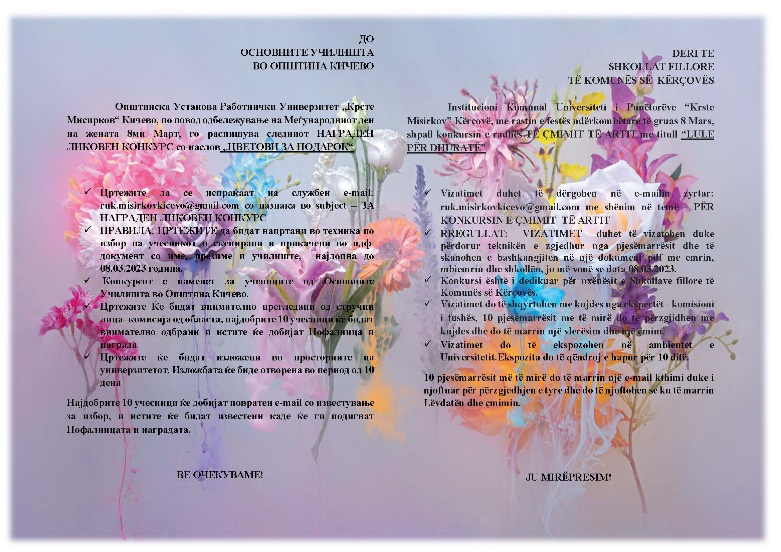 ДО
ОСНОВНИТЕ УЧИЛИШТА
ВО ОПШТИНА КИЧЕВО
Општинска Установа Работнички Универзитет „Крсте
Мисирков“ Кичево, по повод одбележување на Меѓународниот ден
на жената 8ми Март, го распишува следниот НАГРАДЕН
ЛИКОВЕН КОНКУРС со наслов „ЦВЕТОВИ ЗА ПОДАРОК“
✓ Цртежите да се испраќаат на службен e-mail:
ruk.misirkovkicevo@gmail.com со назнака во subject – ЗА
НАГРАДЕН ЛИКОВЕН КОНКУРС
✓ ПРАВИЛА: ЦРТЕЖИТЕ да бидат нацртани во техника по
избор на учесникот и скенирани и прикачени во пдф
документ со име, презиме и училиште, најдоцна до
08.03.2023 година.
✓ Конкурсот е наменет за учениците од Основните
Училишта во Општина Кичево.
✓ Цртежите Ќе бидат внимателно прегледани од стручни
лица- комисија од областа, најдобрите 10 учесници ќе бидат
внимателно одбрани и истите ќе добијат Пофалница и
награда.
✓ Цртежите ќе бидат изложени во просториите на
универзитетот. Изложбата ќе биде отворена во период од 10
дена
Најдобрите 10 учесници ќе добијат повратен e-mail со известување
за избор, и истите ќе бидат известени каде ќе ги подигнат
Пофалницата и наградата.
ВЕ ОЧЕКУВАМЕ!
DERI TE
SHKOLLAT FILLORE
TË KOMUNËS SË KËRÇOVËS
Institucioni Komunal Universiteti i Punëtorëve “Krste
Misirkov” Kërcovë, me rastin e festës ndërkombëtare të gruas 8 Mars,
shpall konkursin e radhës TË ÇMIMIT TË ARTIT me titull “LULE
PËR DHURATË”
✓ Vizatimet duhet të dërgohen në e-mailin zyrtar:
ruk.misirkovkicevo@gmail.com me shënim në temë PËR
KONKURSIN E ÇMIMIT TË ARTIT
✓ RREGULLAT: VIZATIMET duhet të vizatohen duke
përdorur teknikën e zgjedhur nga pjesëmarrësit dhe të
skanohen e bashkangjiten në një dokument pdf me emrin,
mbiemrin dhe shkollën, jo më vonë se data 08.03.2023.
✓ Konkursi është i dedikuar për nxënësit e Shkollave fillore të
Komunës së Kërçovës.
✓ Vizatimet do të shqyrtohen me kujdes nga ekspertët - komisioni
i fushës, 10 pjesëmarrësit me të mirë do të përzgjidhen me
kujdes dhe do të marrin një vlerësim dhe një çmim
✓ Vizatimet do të ekspozohen në ambientet e
Universitetit.Ekspozita do të qëndroj e hapur për 10 ditë.
10 pjesëmarrësit më të mirë do të marrin një e-mail kthimi duke i
njoftuar për përzgjedhjen e tyre dhe do të njoftohen se ku të marrin
Lëvdatën dhe çmimin.
JU MIRËPRESIM!